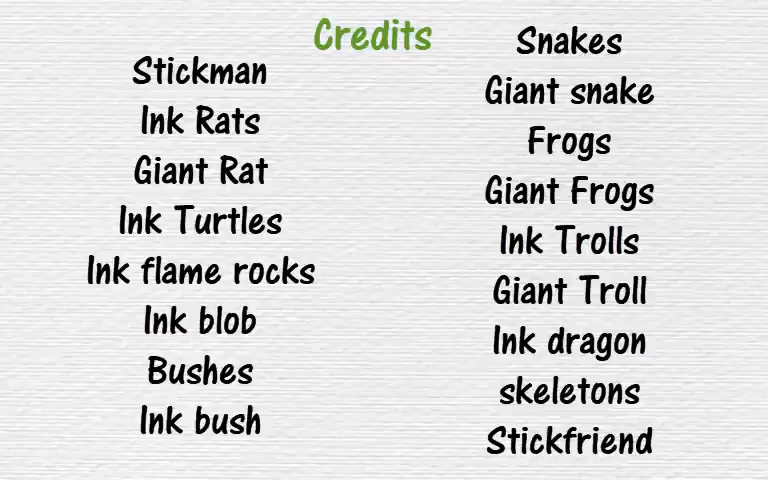 Credits
Stickman
Ink Rats
Giant Rat
Ink Turtles
Ink flame rocks
Ink blob
Bushes
Ink bush
Snakes
Giant snake
Frogs
Giant Frogs
Ink Trolls
Giant Troll
Ink dragon
skeletons
Stickfriend